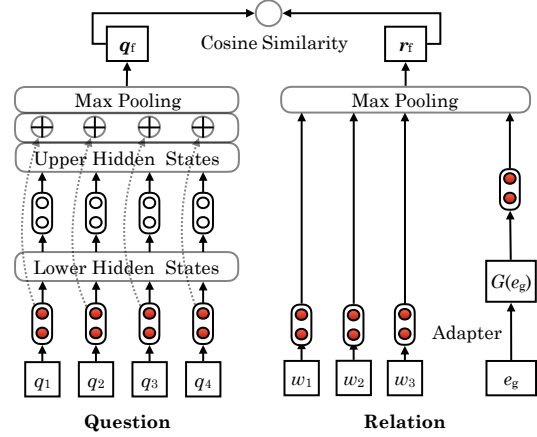 q_f
Cosine Similarity
r_f
Max Pooling
Max Pooling
Upper Hidden States
Lower Hidden States
G(e_g)
Adapter
q_1 q_2 q_3 q_4
w_1 w_2 w_3 e_g
Question
Relation